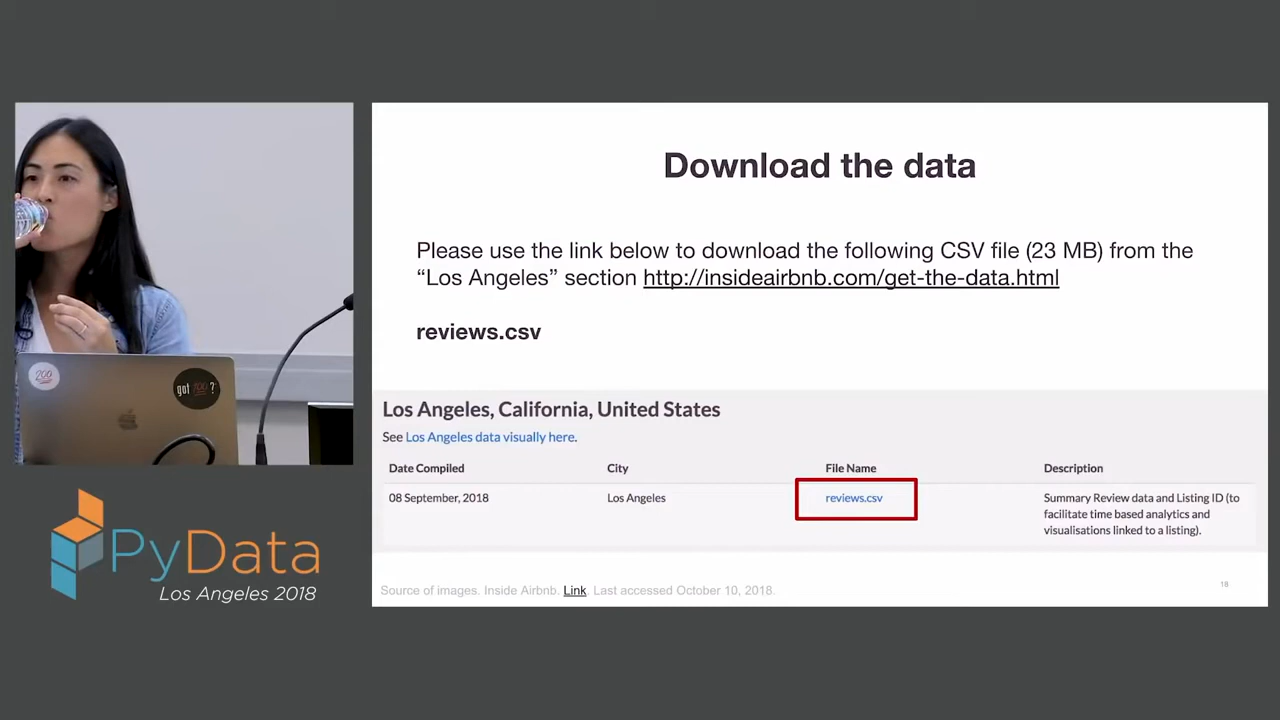 Download the data
Please use the link below to download the following CSV file (23 MB) from the
“Los Angeles” section http://insideairbnb.com/get-the-data.html
reviews.csv
Los Angeles, California, United States
See Los Angeles data visually here.
Date Compiled City File Name Description
08 September, 2018 Los Angeles reviews.csv Summary Review data and Listing ID (to
facilitate time based analytics and
visualisations linked to a listing).
Source of images. Inside Airbnb. Link. Last accessed October 10, 2018.
18
200
got 100 ?
PyData
Los Angeles 2018